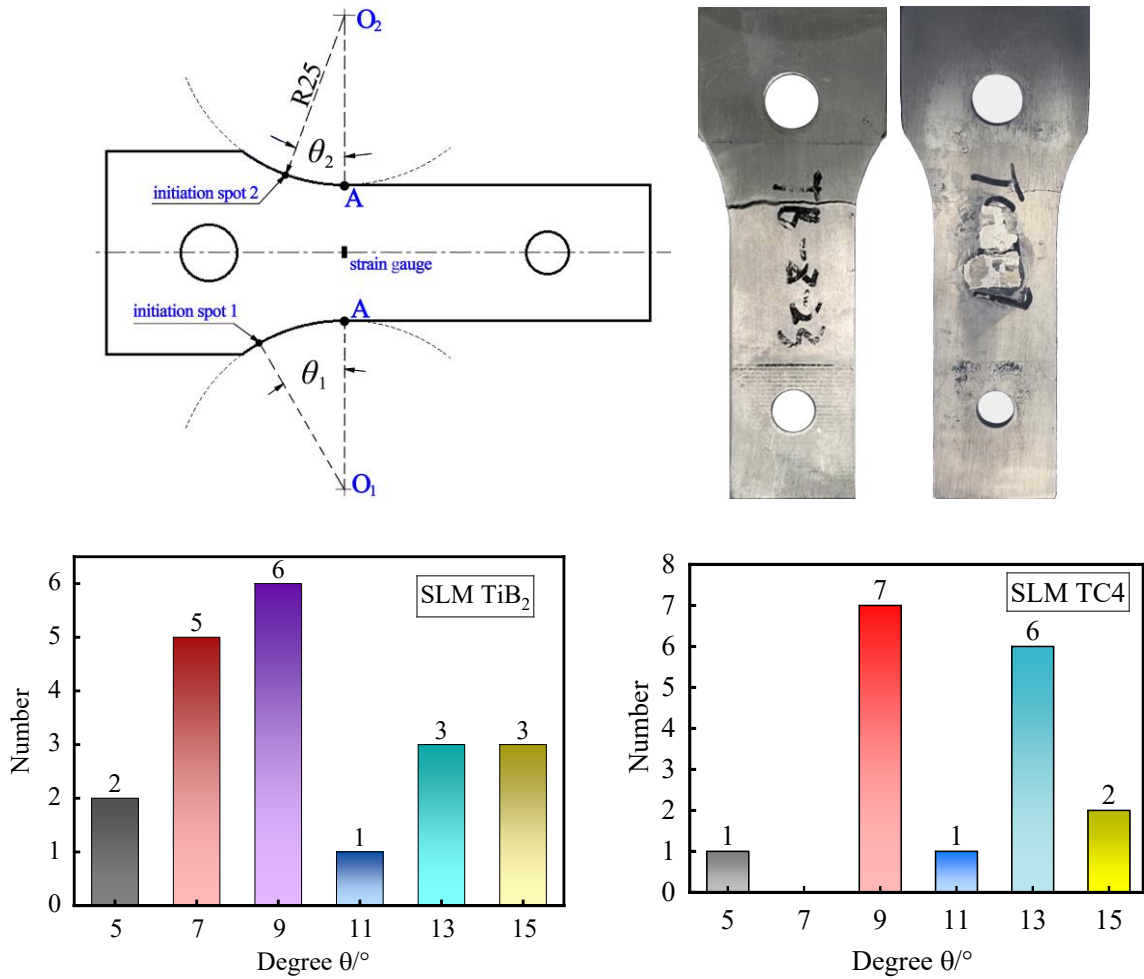 O₂
R25
θ₂
initiation spot 2
A
strain gauge
initiation spot 1
A
θ₁
O₁
SLM TiB₂
Number
6
5
4
3
2
1
0
2
5
6
1
3
3
5
7
9
11
13
15
Degree θ/°
SLM TC4
Number
8
7
6
5
4
3
2
1
0
1
7
1
6
2
5
7
9
11
13
15
Degree θ/°